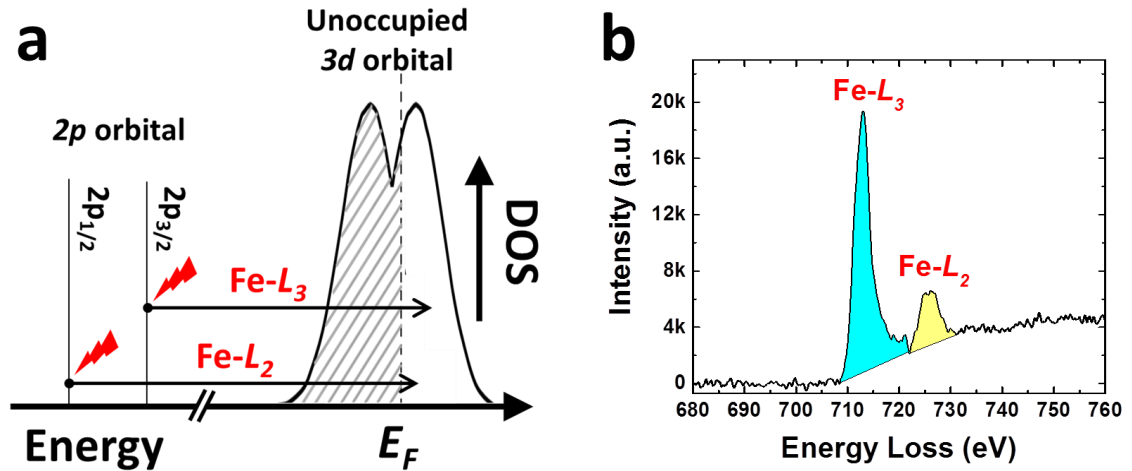 a
Unoccupied
3d orbital
2p orbital
2p1/2
2p3/2
DOS
Fe-L3
Fe-L2
Energy
EF
b
Fe-L3
Fe-L2
Intensity (a.u.)
20k
16k
12k
8k
4k
0
680 690 700 710 720 730 740 750 760
Energy Loss (eV)